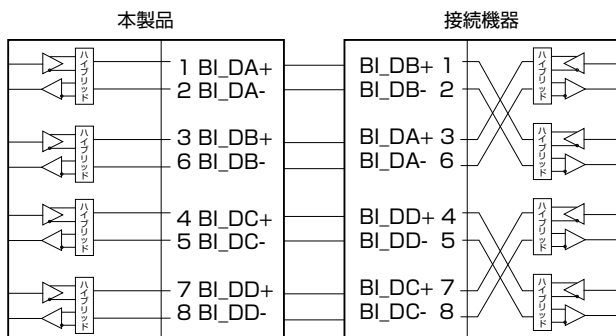 本製品
接続機器
ハイブリッド
1 BI_DA+
2 BI_DA-
ハイブリッド
3 BI_DB+
6 BI_DB-
ハイブリッド
4 BI_DC+
5 BI_DC-
ハイブリッド
7 BI_DD+
8 BI_DD-
BI_DB+ 1
BI_DB- 2
ハイブリッド
BI_DA+ 3
BI_DA- 6
ハイブリッド
BI_DD+ 4
BI_DD- 5
ハイブリッド
BI_DC+ 7
BI_DC- 8
ハイブリッド